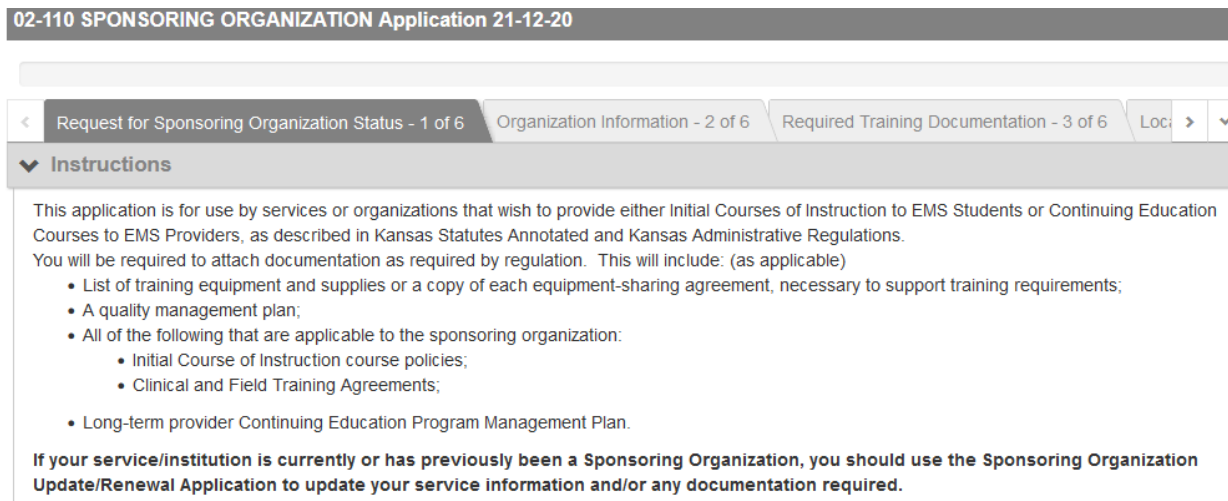 02-110 SPONSORING ORGANIZATION Application 21-12-20
Request for Sponsoring Organization Status - 1 of 6
Organization Information - 2 of 6
Required Training Documentation - 3 of 6
Instructions
This application is for use by services or organizations that wish to provide either Initial Courses of Instruction to EMS Students or Continuing Education
Courses to EMS Providers, as described in Kansas Statutes Annotated and Kansas Administrative Regulations.
You will be required to attach documentation as required by regulation. This will include: (as applicable)
• List of training equipment and supplies or a copy of each equipment-sharing agreement, necessary to support training requirements;
• A quality management plan;
• All of the following that are applicable to the sponsoring organization:
• Initial Course of Instruction course policies;
• Clinical and Field Training Agreements;
• Long-term provider Continuing Education Program Management Plan.
If your service/institution is currently or has previously been a Sponsoring Organization, you should use the Sponsoring Organization
Update/Renewal Application to update your service information and/or any documentation required.